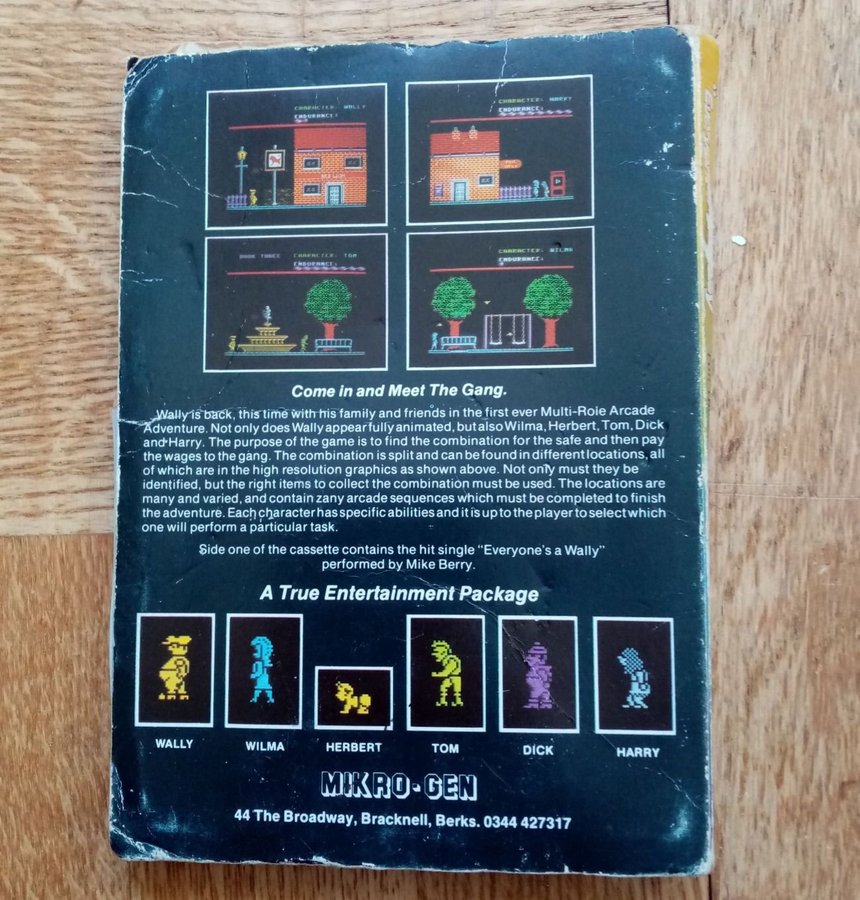 CHARACTER: WALLY
ENDURANCE:
CHARACTER: HARRY
ENDURANCE:
BOOK THREE CHARACTER: TOM
ENDURANCE:
CHARACTER: WILMA
ENDURANCE:
Come in and Meet The Gang.
Wally is back, this time with his family and friends in the first ever Multi-Role Arcade
Adventure. Not only does Wally appear fully animated, but also Wilma, Herbert, Tom, Dick
and Harry. The purpose of the game is to find the combination for the safe and then pay
the wages to the gang. The combination is split and can be found in different locations, all
of which are in the high resolution graphics as shown above. Not only must they be
identified, but the right items to collect the combination must be used. The locations are
many and varied, and contain zany arcade sequences which must be completed to finish
the adventure. Each character has specific abilities and it is up to the player to select which
one will perform a particular task.
Side one of the cassette contains the hit single "Everyone's a Wally"
performed by Mike Berry.
A True Entertainment Package
WALLY
WILMA
HERBERT
TOM
DICK
HARRY
MIKRO-GEN
44 The Broadway, Bracknell, Berks. 0344 427317